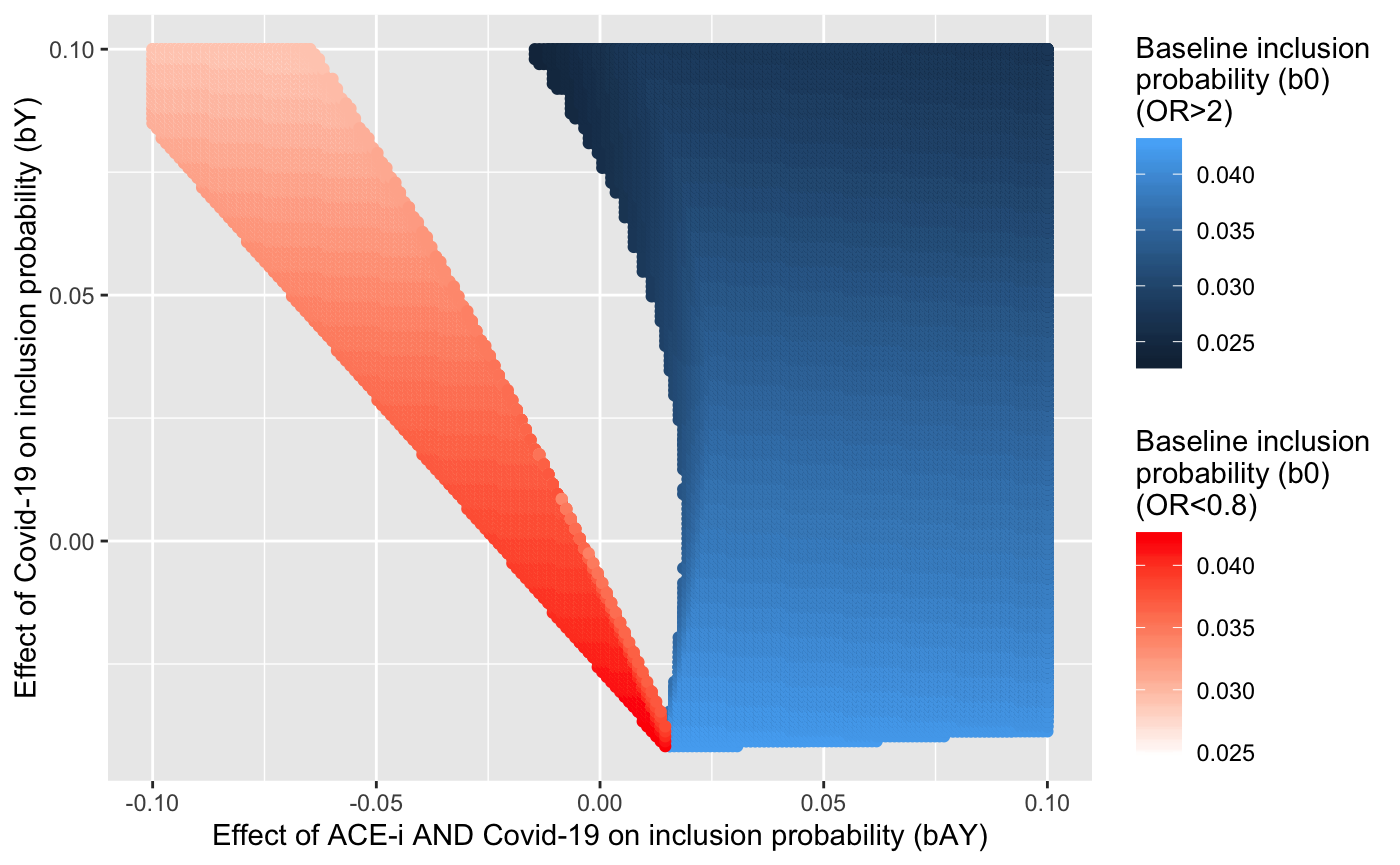 Effect of Covid-19 on inclusion probability (bY)
0.10
0.05
0.00
-0.10
-0.05
0.00
0.05
0.10
Effect of ACE-i AND Covid-19 on inclusion probability (bAY)
Baseline inclusion
probability (b0)
(OR>2)
0.040
0.035
0.030
0.025
Baseline inclusion
probability (b0)
(OR<0.8)
0.040
0.035
0.030
0.025